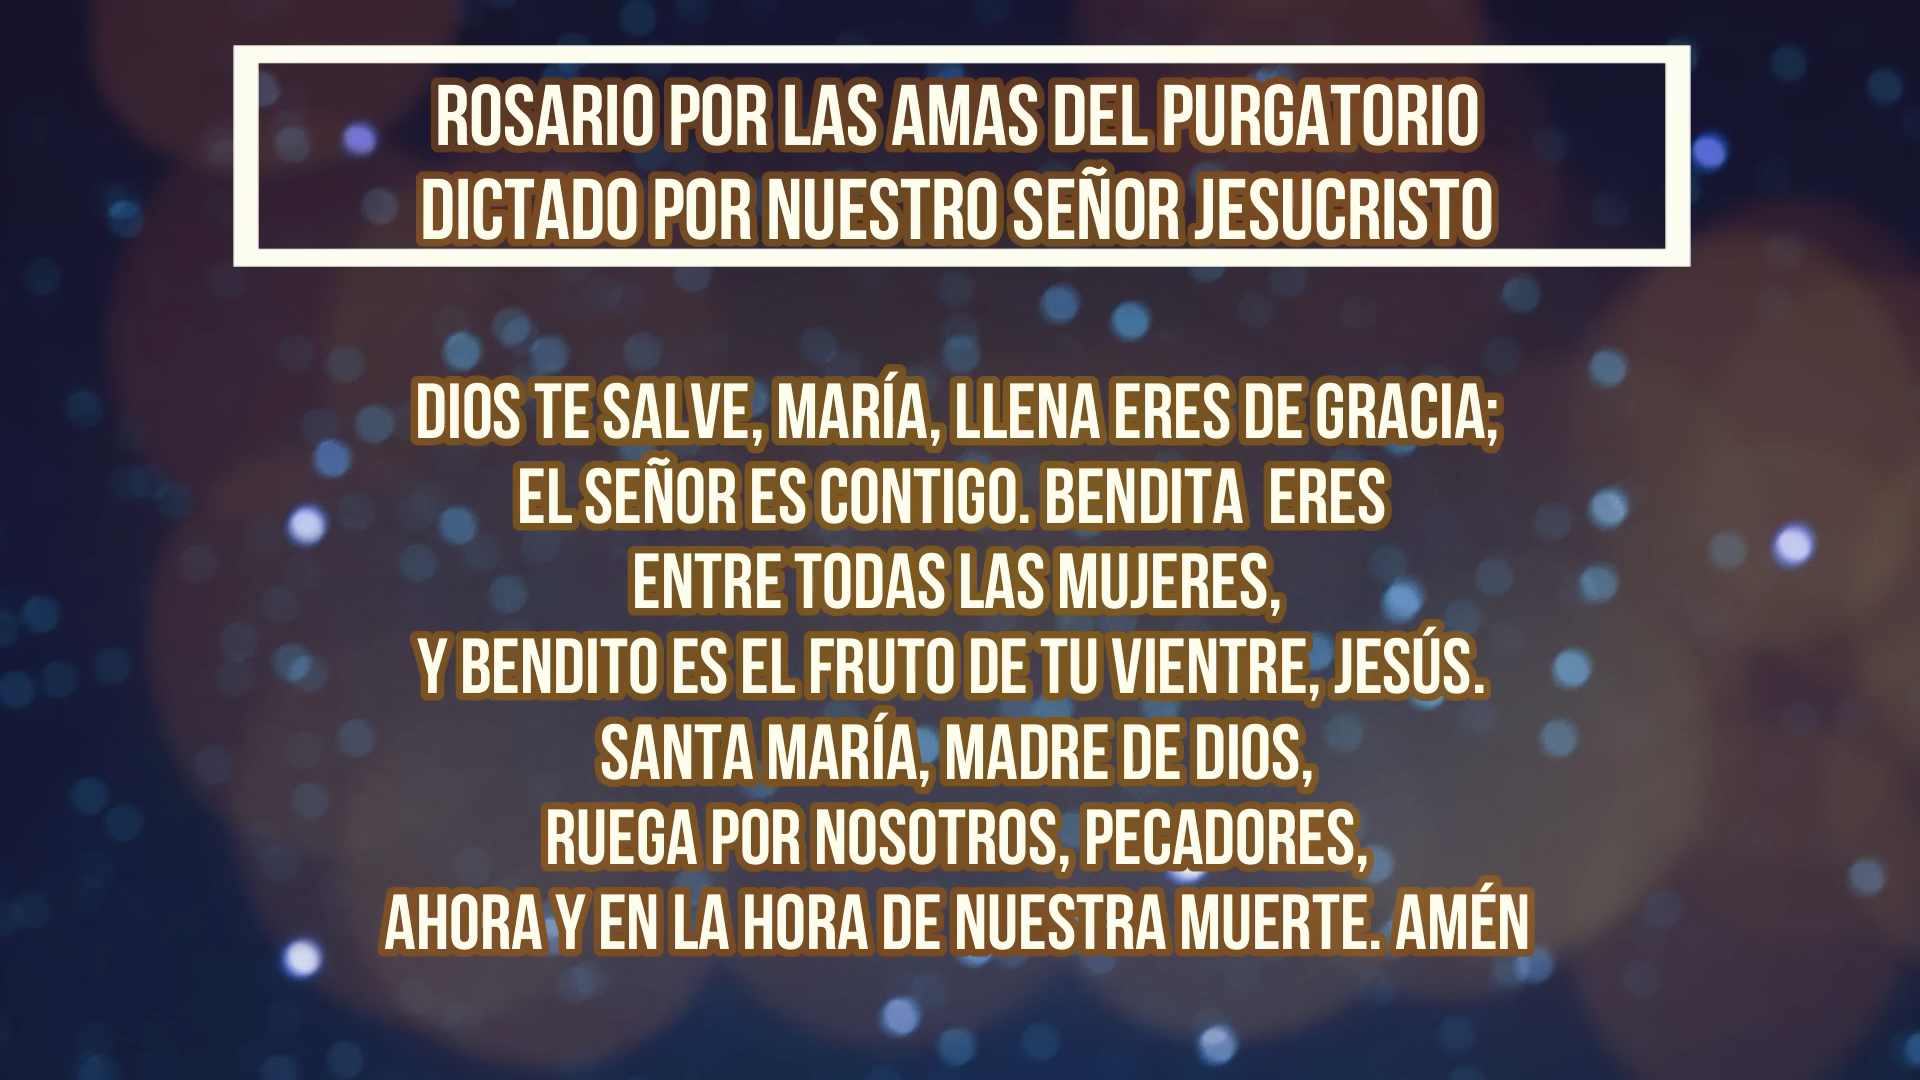 ROSARIO POR LAS AMAS DEL PURGATORIO
DICTADO POR NUESTRO SEÑOR JESUCRISTO
DIOS TE SALVE, MARÍA, LLENA ERES DE GRACIA;
EL SEÑOR ES CONTIGO. BENDITA  ERES
ENTRE TODAS LAS MUJERES,
Y BENDITO ES EL FRUTO DE TU VIENTRE, JESÚS.
SANTA MARÍA, MADRE DE DIOS,
RUEGA POR NOSOTROS, PECADORES,
AHORA Y EN LA HORA DE NUESTRA MUERTE. AMÉN